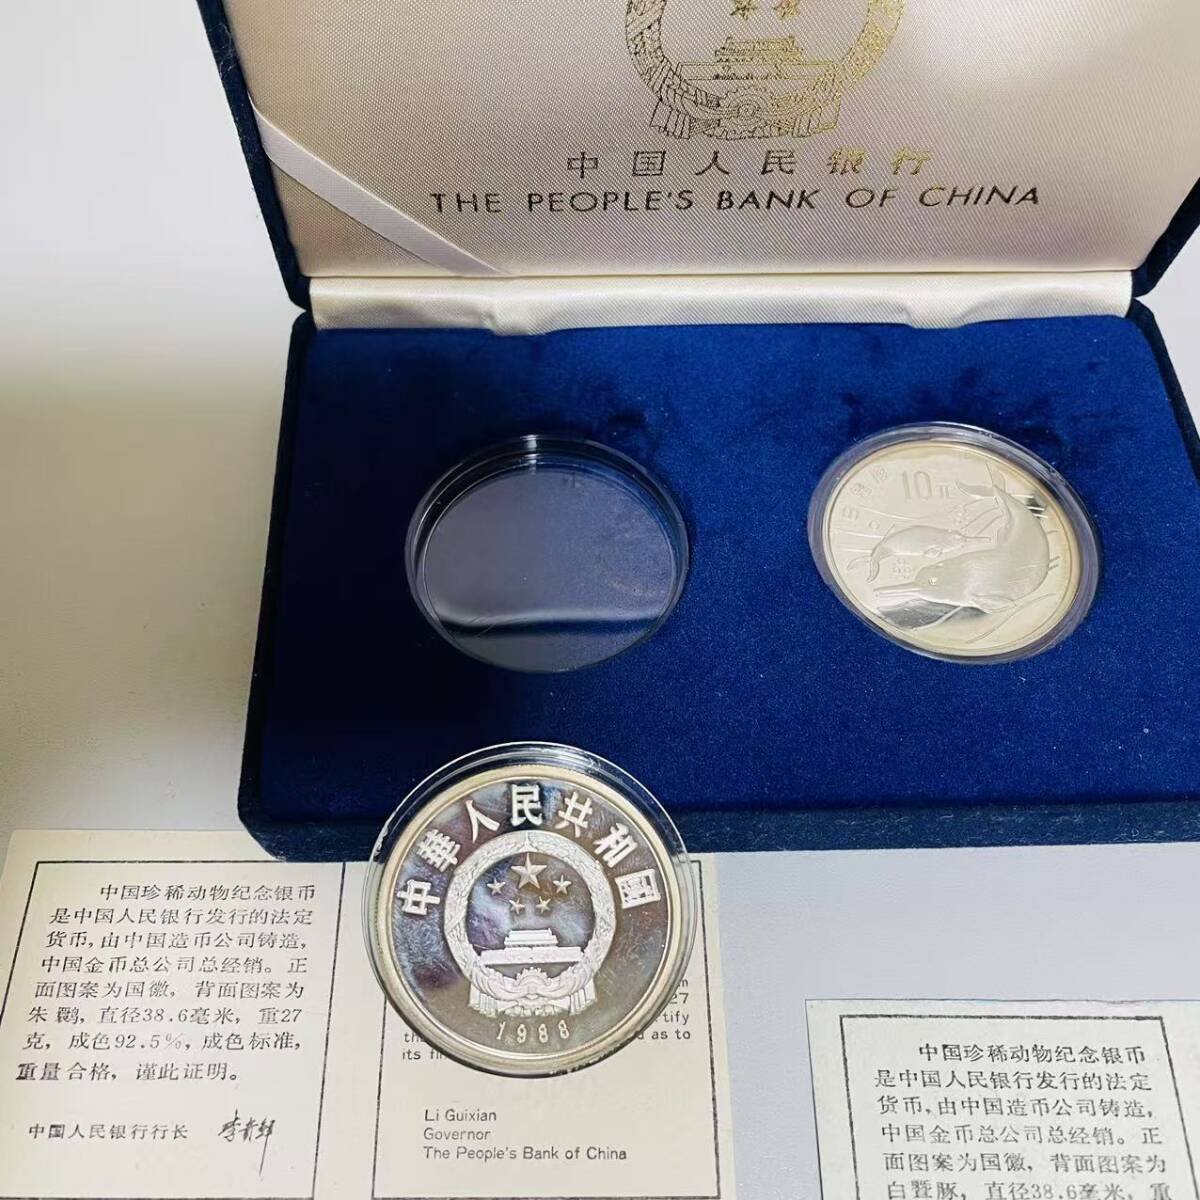 中国人民银行
THE PEOPLE'S BANK OF CHINA
10元
中華人民共和國
1988
中国珍稀动物纪念银币
是中国人民银行发行的法定
货币,由中国造币公司铸造,
中国金币总公司总经销。正
面图案为国徽,背面图案为
朱鹮,直径38.6毫米,重27
克,成色92.5%,成色标准,
重量合格,谨此证明。
中国人民银行行长
27
as to
its
Li Guixian
Governor
The People's Bank of China
中国珍稀动物纪念银币
是中国人民银行发行的法定
货币,由中国造币公司铸造,
中国金币总公司总经销。正
面图案为国徽,背面图案为
白暨豚,直径38.6毫米,重